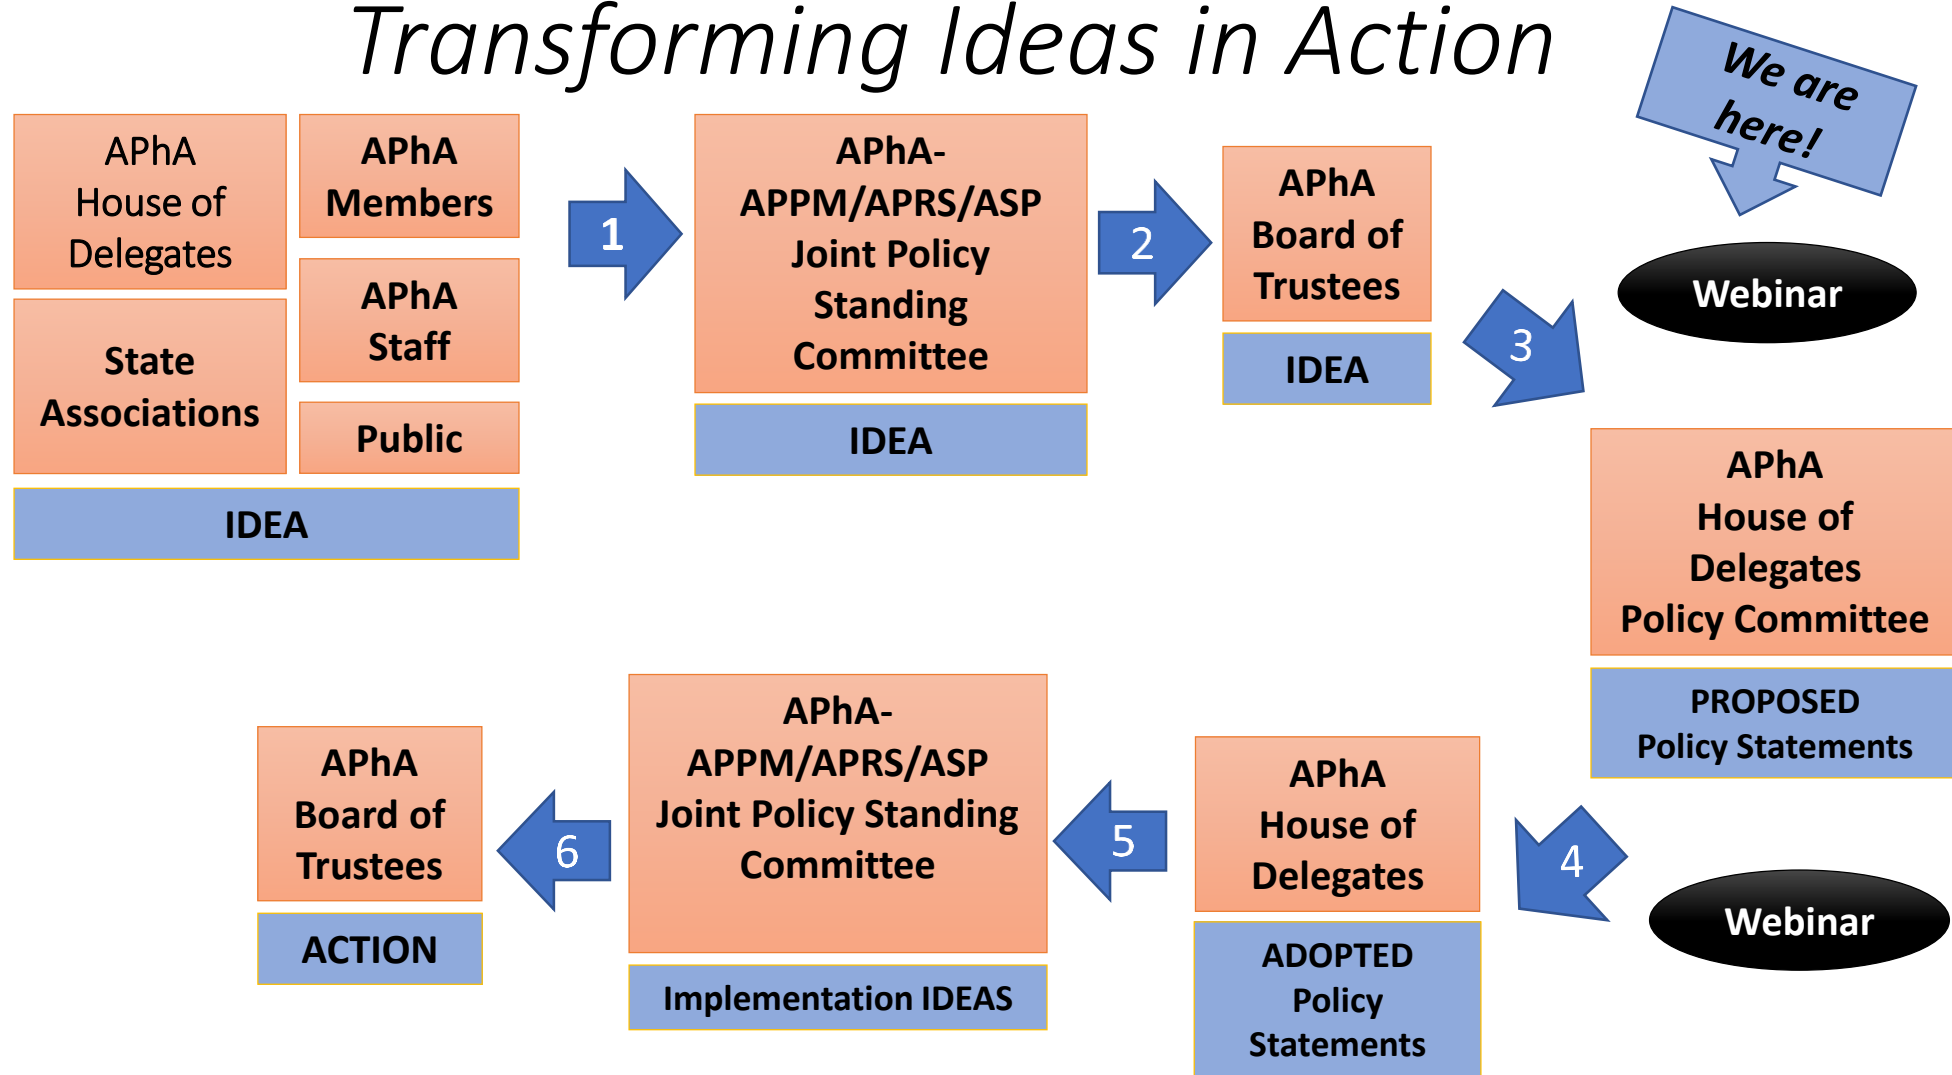 Transforming Ideas in Action
We are
here!
APhA
House of
Delegates
APhA
Members
State
Associations
APhA
Staff
Public
IDEA
1
APhA-
APPM/APRS/ASP
Joint Policy
Standing
Committee
IDEA
2
APhA
Board of
Trustees
IDEA
3
Webinar
APhA
House of
Delegates
Policy Committee
PROPOSED
Policy Statements
4
Webinar
APhA
House of
Delegates
ADOPTED
Policy
Statements
5
APhA-
APPM/APRS/ASP
Joint Policy Standing
Committee
Implementation IDEAS
6
APhA
Board of
Trustees
ACTION